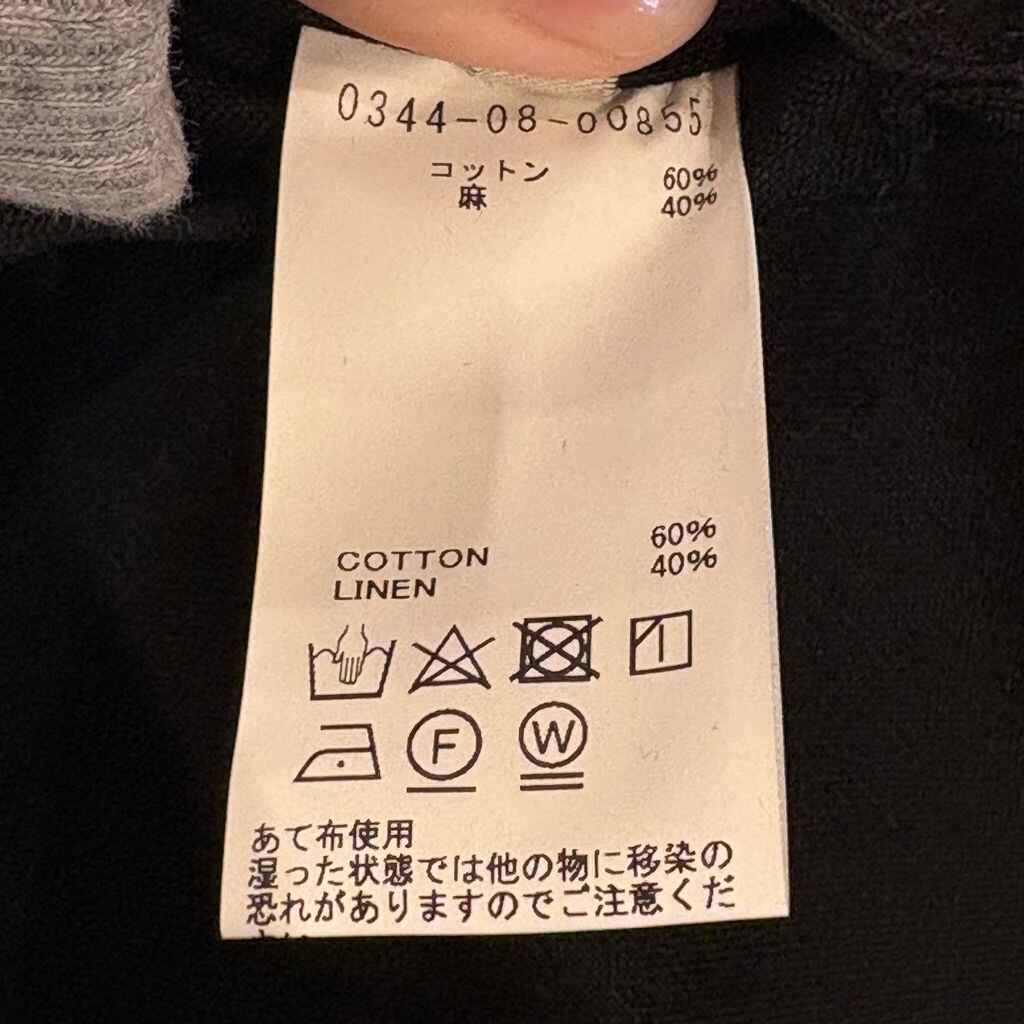 0344-08-00855
コットン 60%
麻 40%
COTTON 60%
LINEN 40%
F W
あて布使用
湿った状態では他の物に移染の
恐れがありますのでご注意くだ